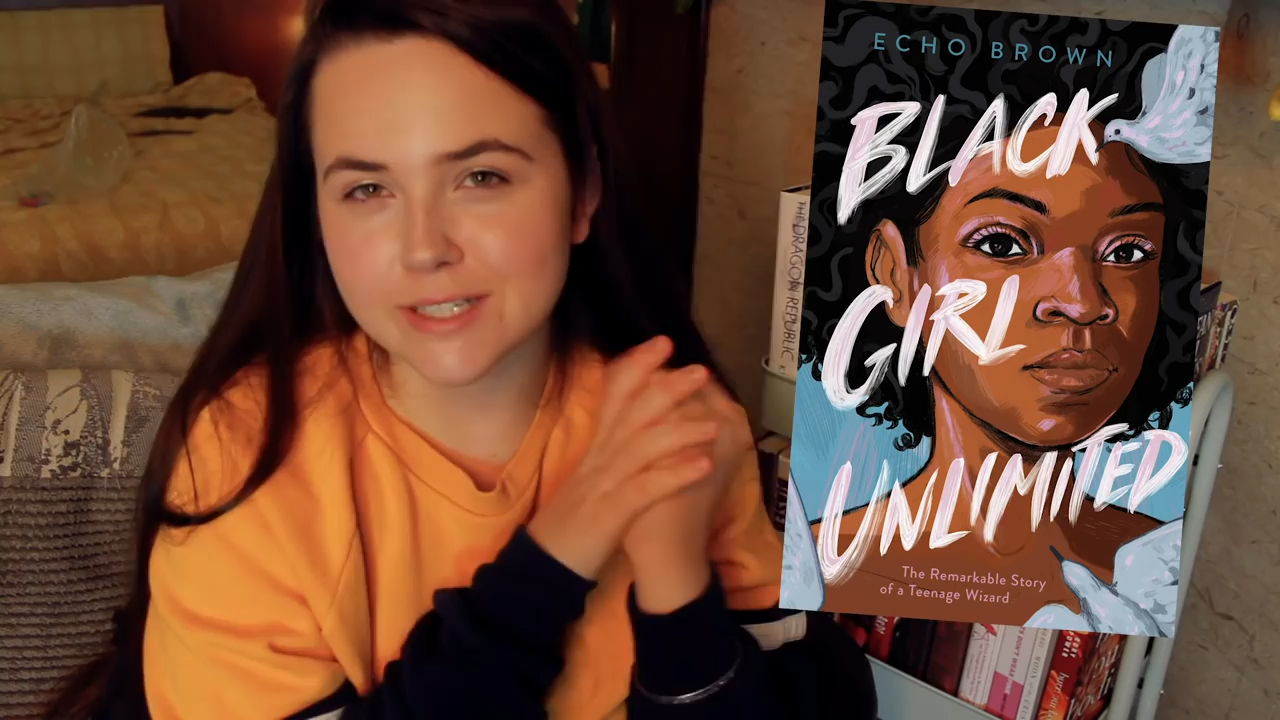 ECHO BROWN
BLACK
GIRL
UNLIMITED
The Remarkable Story
of a Teenage Wizard
THE DRAGON REPUBLIC